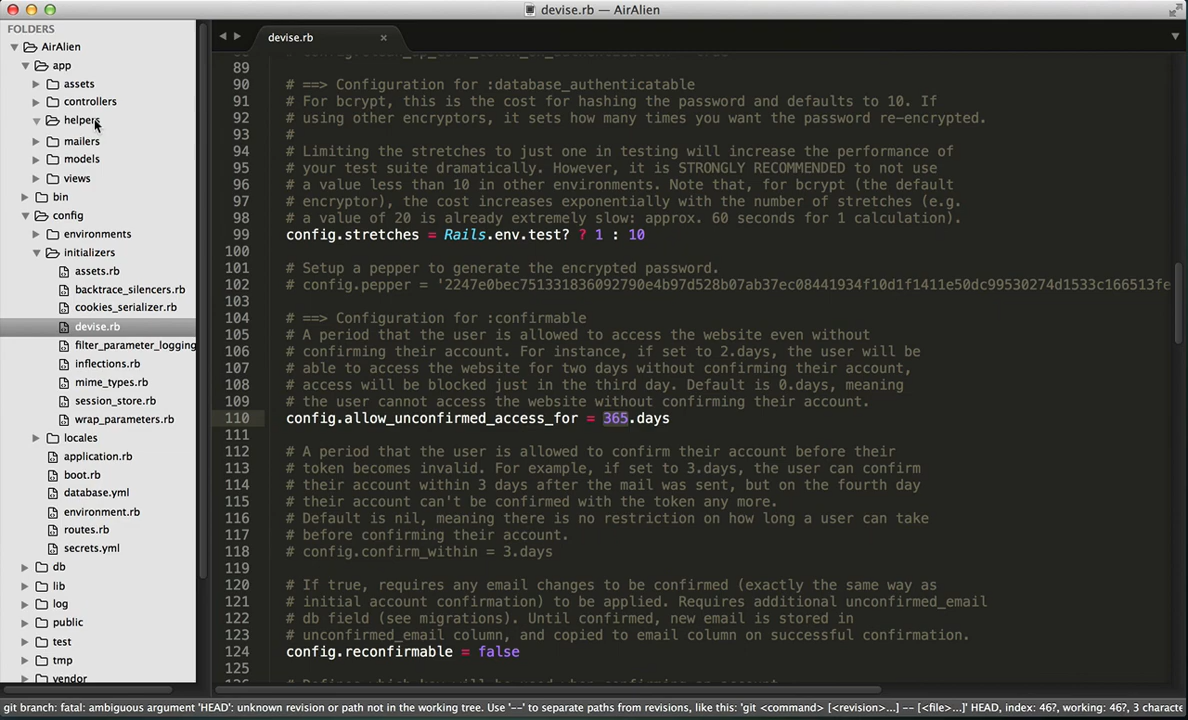 devise.rb — AirAlien
FOLDERS
AirAlien
app
assets
controllers
helpers
mailers
models
views
bin
config
environments
initializers
assets.rb
backtrace_silencers.rb
cookies_serializer.rb
devise.rb
filter_parameter_logging
inflections.rb
mime_types.rb
session_store.rb
wrap_parameters.rb
locales
application.rb
boot.rb
database.yml
environment.rb
routes.rb
secrets.yml
db
lib
log
public
test
tmp
vendor
devise.rb
89
90 # ==> Configuration for :database_authenticatable
91 # For bcrypt, this is the cost for hashing the password and defaults to 10. If
92 # using other encryptors, it sets how many times you want the password re-encrypted.
93 #
94 # Limiting the stretches to just one in testing will increase the performance of
95 # your test suite dramatically. However, it is STRONGLY RECOMMENDED to not use
96 # a value less than 10 in other environments. Note that, for bcrypt (the default
97 # encryptor), the cost increases exponentially with the number of stretches (e.g.
98 # a value of 20 is already extremely slow: approx. 60 seconds for 1 calculation).
99 config.stretches = Rails.env.test? ? 1 : 10
100
101 # Setup a pepper to generate the encrypted password.
102 # config.pepper = '2247e0bec751331836092790e4b97d528b07ab37ec08441934f10d1f1411e50dc99530274d1533c166513fe
103
104 # ==> Configuration for :confirmable
105 # A period that the user is allowed to access the website even without
106 # confirming their account. For instance, if set to 2.days, the user will be
107 # able to access the website for two days without confirming their account,
108 # access will be blocked just in the third day. Default is 0.days, meaning
109 # the user cannot access the website without confirming their account.
110 config.allow_unconfirmed_access_for = 365.days
111
112 # A period that the user is allowed to confirm their account before their
113 # token becomes invalid. For example, if set to 3.days, the user can confirm
114 # their account within 3 days after the mail was sent, but on the fourth day
115 # their account can't be confirmed with the token any more.
116 # Default is nil, meaning there is no restriction on how long a user can take
117 # before confirming their account.
118 # config.confirm_within = 3.days
119
120 # If true, requires any email changes to be confirmed (exactly the same way as
121 # initial account confirmation) to be applied. Requires additional unconfirmed_email
122 # db field (see migrations). Until confirmed, new email is stored in
123 # unconfirmed_email column, and copied to email column on successful confirmation.
124 config.reconfirmable = false
125
git branch: fatal: ambiguous argument 'HEAD': unknown revision or path not in the working tree. Use '--' to separate paths from revisions, like this: 'git <command> [<revision>...] -- [<file>...]' HEAD, index: 46?, working: 46?, 3 characte